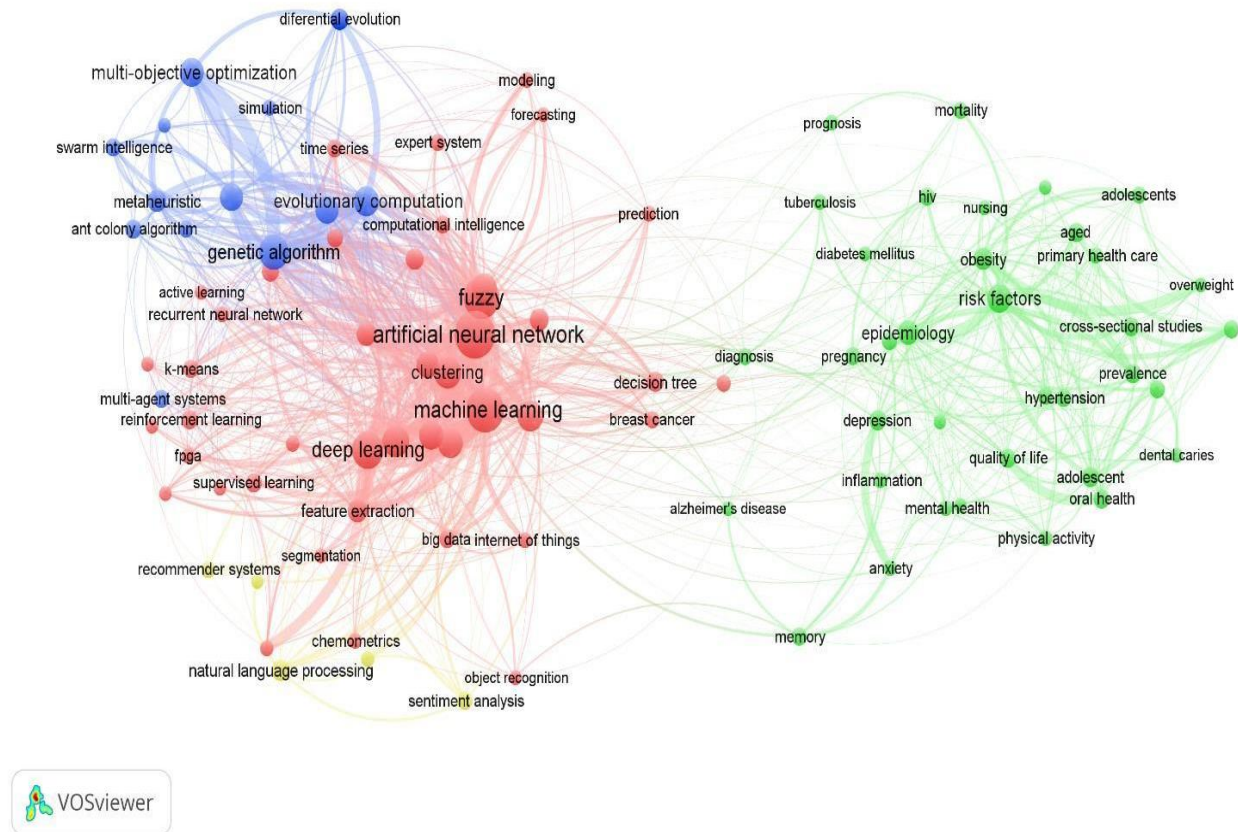 diferential evolution
multi-objective optimization
modeling
simulation
forecasting
mortality
prognosis
swarm intelligence
time series
expert system
metaheuristic
evolutionary computation
tuberculosis
hiv
nursing
adolescents
prediction
ant colony algorithm
computational intelligence
aged
genetic algorithm
diabetes mellitus
obesity
primary health care
active learning
fuzzy
risk factors
overweight
recurrent neural network
artificial neural network
epidemiology
cross-sectional studies
diagnosis
pregnancy
k-means
clustering
decision tree
prevalence
multi-agent systems
hypertension
reinforcement learning
machine learning
breast cancer
depression
fpga
deep learning
quality of life
dental caries
supervised learning
inflammation
adolescent
feature extraction
alzheimer's disease
mental health
oral health
big data
internet of things
physical activity
segmentation
recommender systems
anxiety
memory
chemometrics
natural language processing
object recognition
sentiment analysis
VOSviewer